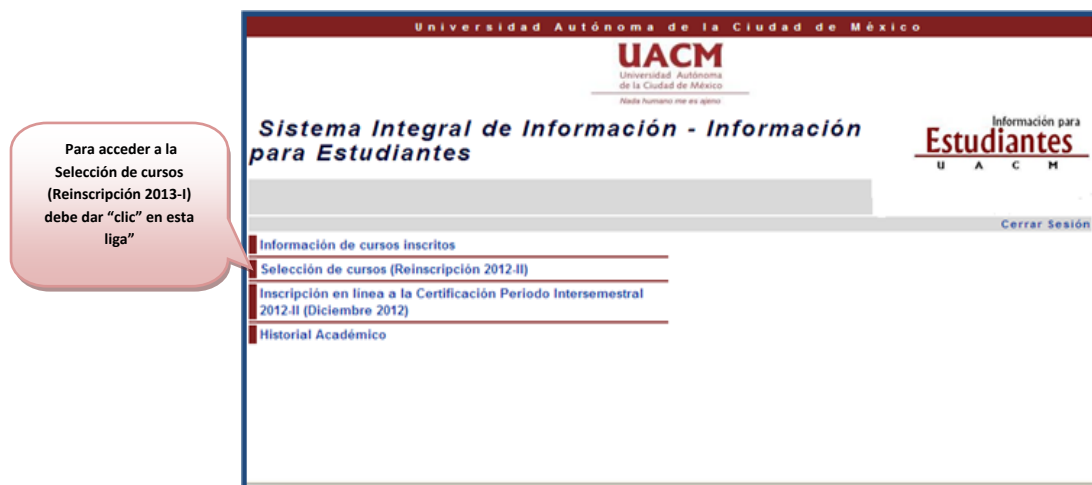 Universidad Autónoma de la Ciudad de México
UACM
Universidad Autónoma
de la Ciudad de México
Nada humano me es ajeno
Sistema Integral de Información - Información
para Estudiantes
Información para
Estudiantes
U A C M
Cerrar Sesión
Para acceder a la
Selección de cursos
(Reinscripción 2013-I)
debe dar “clic” en esta
liga”
Información de cursos inscritos
Selección de cursos (Reinscripción 2012-II)
Inscripción en línea a la Certificación Periodo Intersemestral
2012-II (Diciembre 2012)
Historial Académico